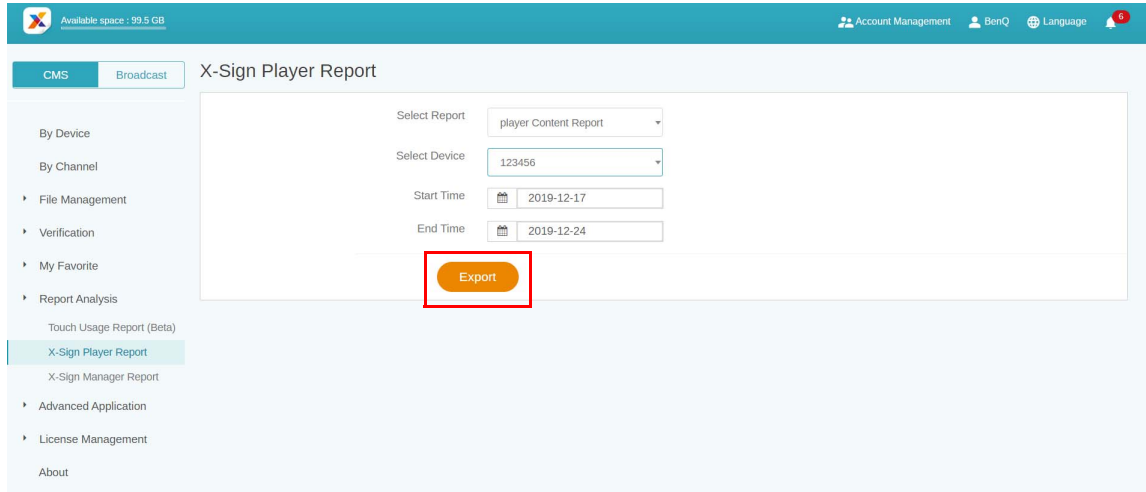 Available space : 99.5 GB
Account Management
BenQ
Language
6
CMS
Broadcast
X-Sign Player Report
By Device
By Channel
File Management
Verification
My Favorite
Report Analysis
Touch Usage Report (Beta)
X-Sign Player Report
X-Sign Manager Report
Advanced Application
License Management
About
Select Report
player Content Report
Select Device
123456
Start Time
2019-12-17
End Time
2019-12-24
Export